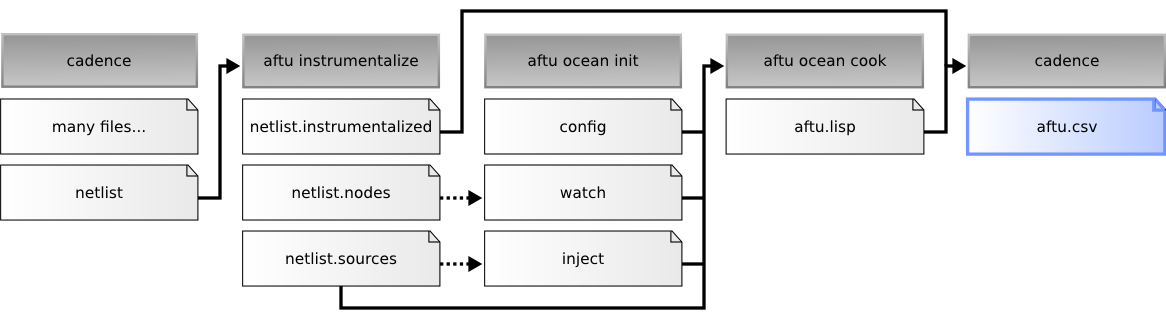 cadence
many files...
netlist
aftu instrumentalize
netlist.instrumentalized
netlist.nodes
netlist.sources
aftu ocean init
config
watch
inject
aftu ocean cook
aftu.lisp
cadence
aftu.csv